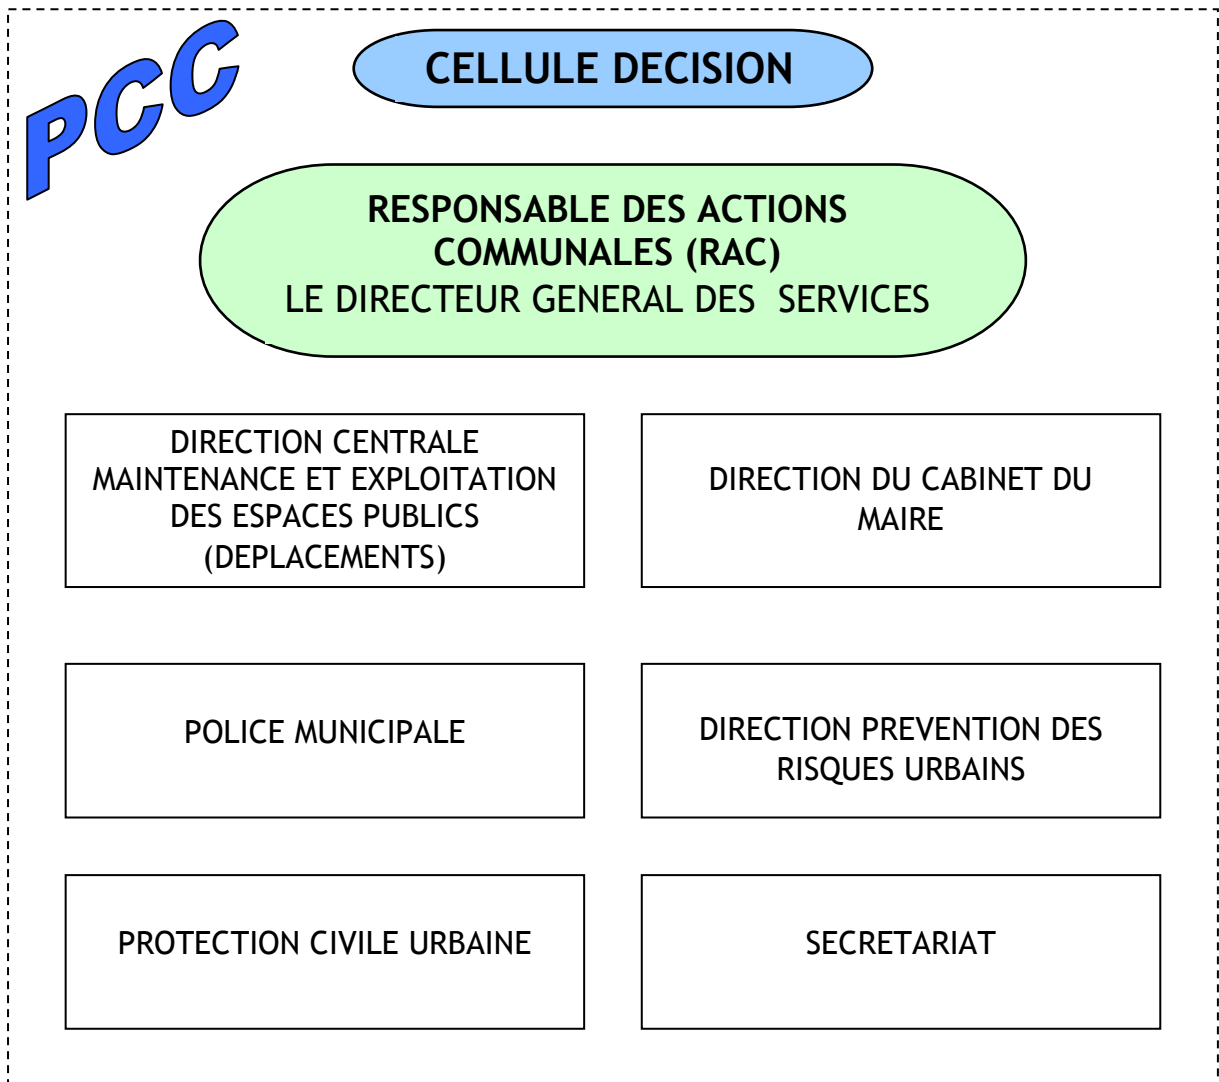 PCC
CELLULE DECISION
RESPONSABLE DES ACTIONS
COMMUNALES (RAC)
LE DIRECTEUR GENERAL DES  SERVICES
DIRECTION CENTRALE
MAINTENANCE ET EXPLOITATION
DES ESPACES PUBLICS
(DEPLACEMENTS)
DIRECTION DU CABINET DU
MAIRE
POLICE MUNICIPALE
DIRECTION PREVENTION DES
RISQUES URBAINS
PROTECTION CIVILE URBAINE
SECRETARIAT